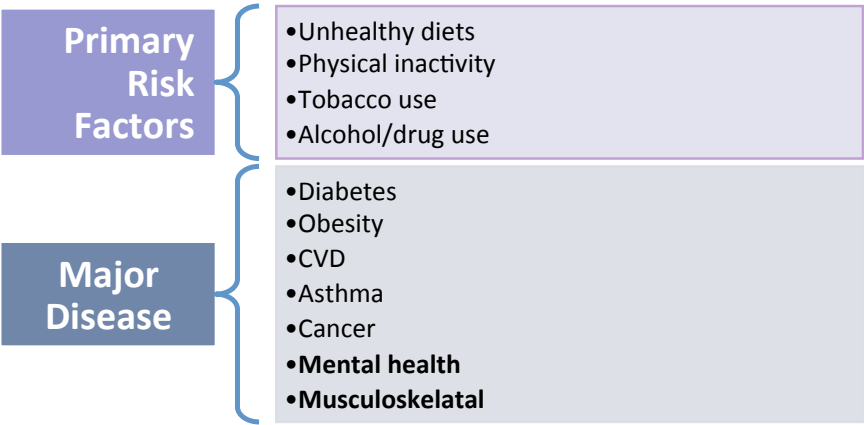 Primary
Risk
Factors
•Unhealthy diets
•Physical inactivity
•Tobacco use
•Alcohol/drug use
Major
Disease
•Diabetes
•Obesity
•CVD
•Asthma
•Cancer
•Mental health
•Musculoskelatal